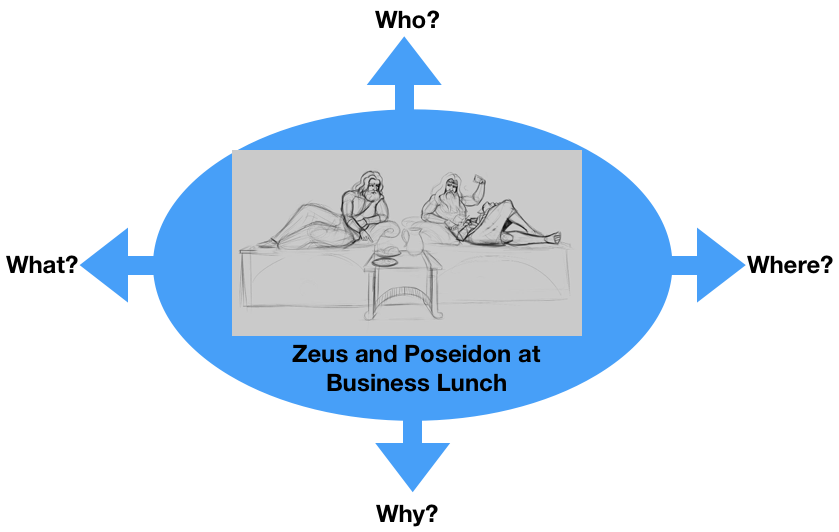 Who?
What?
Where?
Zeus and Poseidon at
Business Lunch
Why?